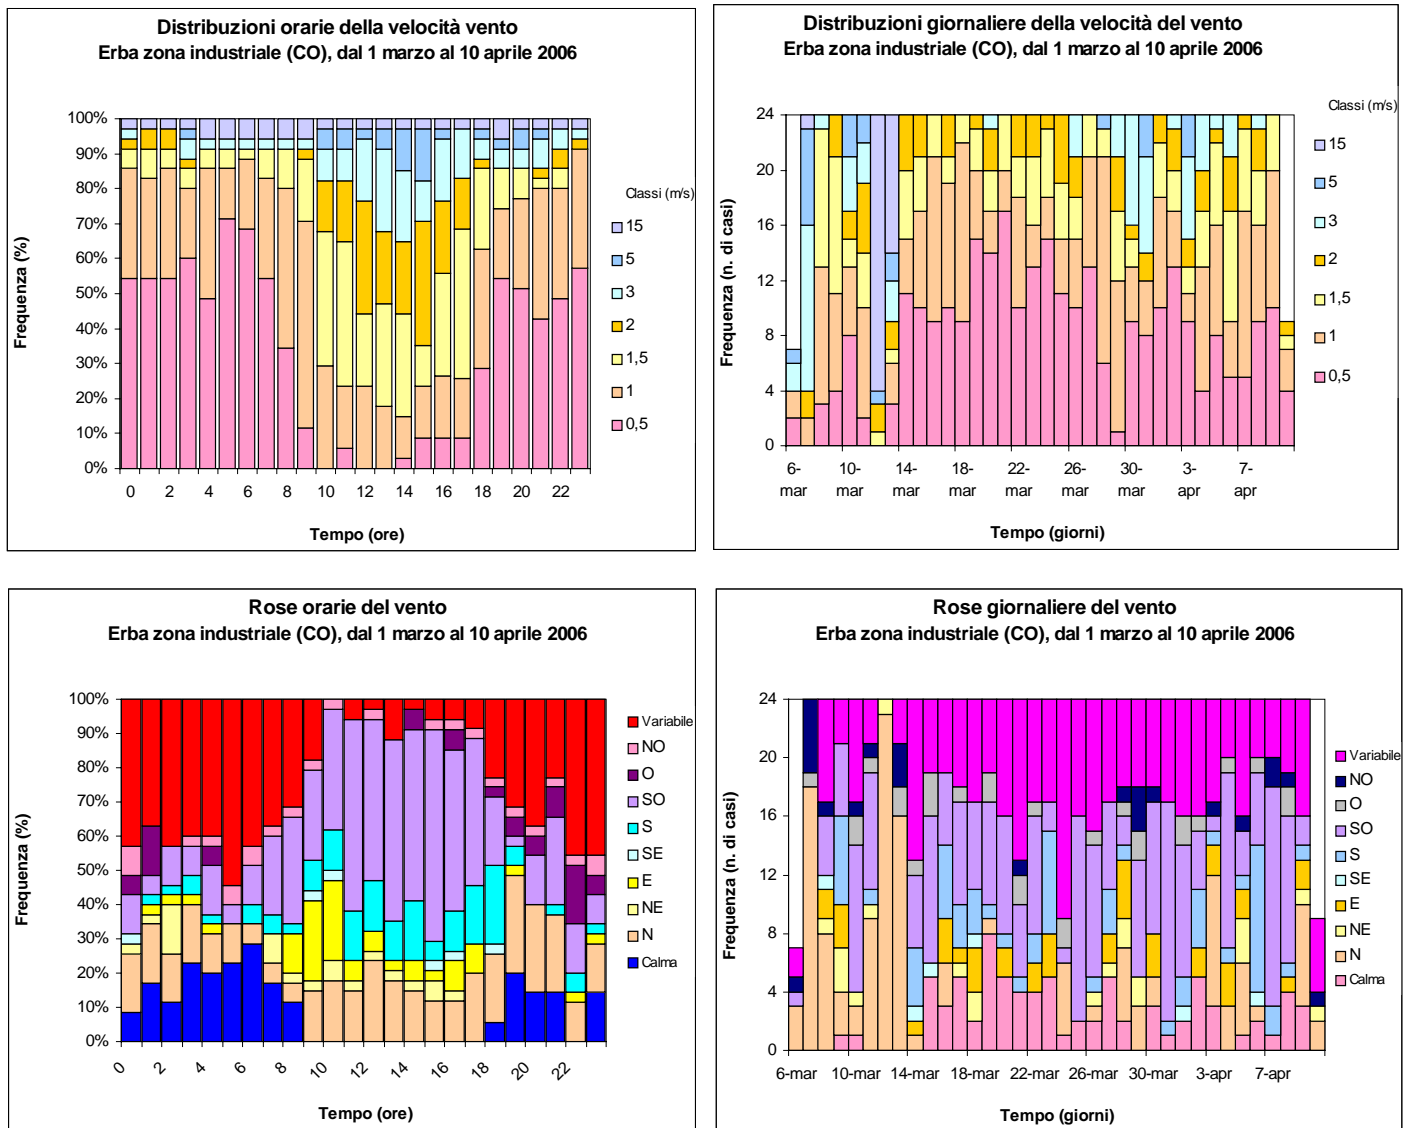 Distribuzioni orarie della velocità vento
Erba zona industriale (CO), dal 1 marzo al 10 aprile 2006
100%
90%
80%
70%
60%
50%
40%
30%
20%
10%
0%
Frequenza (%)
0 2 4 6 8 10 12 14 16 18 20 22
Tempo (ore)
Classi (m/s)
15
5
3
2
1,5
1
0,5
Distribuzioni giornaliere della velocità del vento
Erba zona industriale (CO), dal 1 marzo al 10 aprile 2006
24
20
16
12
8
4
0
Frequenza (n. di casi)
6- 10- 14- 18- 22- 26- 30- 3- 7-
mar mar mar mar mar mar mar apr apr
Tempo (giorni)
Classi (m/s)
15
5
3
2
1,5
1
0,5
Rose orarie del vento
Erba zona industriale (CO), dal 1 marzo al 10 aprile 2006
100%
90%
80%
70%
60%
50%
40%
30%
20%
10%
0%
Frequenza (%)
0 2 4 6 8 10 12 14 16 18 20 22
Tempo (ore)
Variabile
NO
O
SO
S
SE
E
NE
N
Calma
Rose giornaliere del vento
Erba zona industriale (CO), dal 1 marzo al 10 aprile 2006
24
20
16
12
8
4
0
Frequenza (n. di casi)
6-mar 10-mar 14-mar 18-mar 22-mar 26-mar 30-mar 3-apr 7-apr
Tempo (giorni)
Variabile
NO
O
SO
S
SE
E
NE
N
Calma